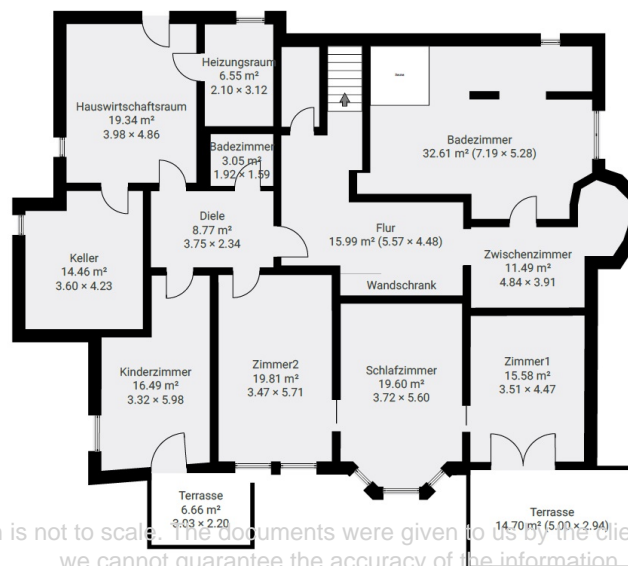 Heizungsraum
6.55 m²
2.10 × 3.12
Hauswirtschaftsraum
19.34 m²
3.98 × 4.86
Badezimmer
3.05 m²
1.92 × 1.59
Badezimmer
32.61 m² (7.19 × 5.28)
Diele
8.77 m²
3.75 × 2.34
Flur
15.99 m² (5.57 × 4.48)
Keller
14.46 m²
3.60 × 4.23
Zwischenzimmer
11.49 m²
4.84 × 3.91
Wandschrank
Kinderzimmer
16.49 m²
3.32 × 5.98
Zimmer2
19.81 m²
3.47 × 5.71
Schlafzimmer
19.60 m²
3.72 × 5.60
Zimmer1
15.58 m²
3.51 × 4.47
Terrasse
6.66 m²
3.03 × 2.20
Terrasse
14.70 m² (5.00 × 2.94)
is not to scale. The documents were given to us by the clie
we cannot guarantee the accuracy of the information.